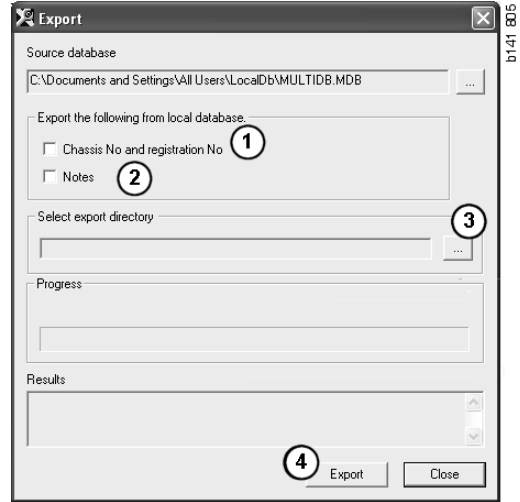 Export
b141 805
Source database
C:\Documents and Settings\All Users\LocalDb\MULTIDB.MDB
...
Export the following from local database.
1
Chassis No and registration No
Notes
2
Select export directory
3
...
Progress
Results
4
Export
Close